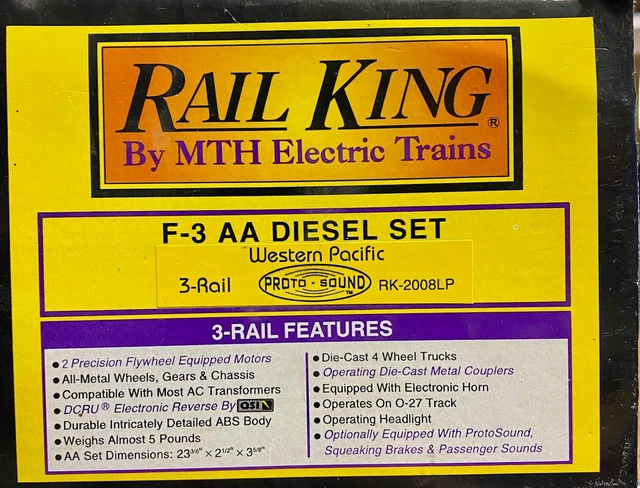 RAIL KING®
By MTH Electric Trains
F-3 AA DIESEL SET
Western Pacific
3-Rail PROTO-SOUND™ RK-2008LP
3-RAIL FEATURES
• 2 Precision Flywheel Equipped Motors
• All-Metal Wheels, Gears & Chassis
• Compatible With Most AC Transformers
• DCRU® Electronic Reverse By QSI
• Durable Intricately Detailed ABS Body
• Weighs Almost 5 Pounds
• AA Set Dimensions: 23 3/8" × 2 1/2" × 3 5/8"
• Die-Cast 4 Wheel Trucks
• Operating Die-Cast Metal Couplers
• Equipped With Electronic Horn
• Operates On O-27 Track
• Operating Headlight
• Optionally Equipped With ProtoSound,
Squeaking Brakes & Passenger Sounds